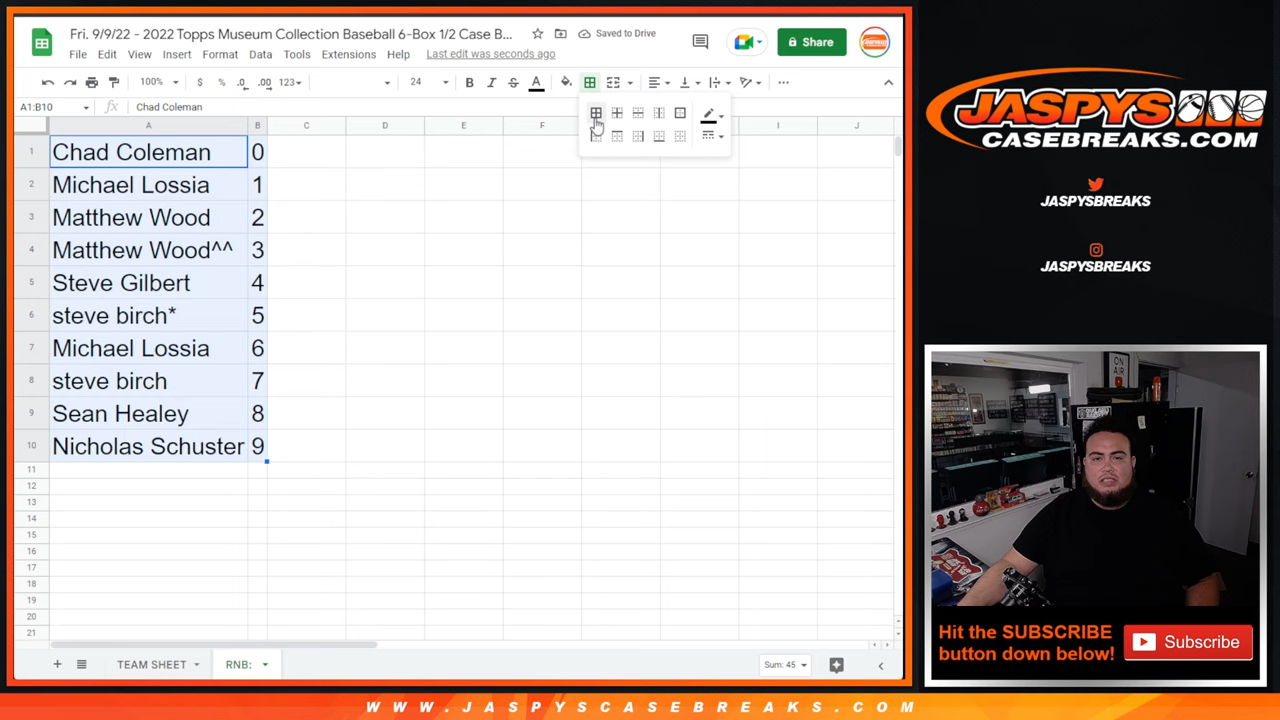 Fri. 9/9/22 - 2022 Topps Museum Collection Baseball 6-Box 1/2 Case B...
Saved to Drive
File Edit View Insert Format Data Tools Extensions Help Last edit was seconds ago
Share
100% $ % .0 .00 123 24 B I S A
A1:B10 fx Chad Coleman
A B C D E F I J
1 Chad Coleman 0
2 Michael Lossia 1
3 Matthew Wood 2
4 Matthew Wood^^ 3
5 Steve Gilbert 4
6 steve birch* 5
7 Michael Lossia 6
8 steve birch 7
9 Sean Healey 8
10 Nicholas Schuster 9
11
12
13
14
15
16
17
18
19
20
21
TEAM SHEET RNB: Sum: 45
JASPYS
CASEBREAKS.COM
JASPYSBREAKS
JASPYSBREAKS
ON
AIR
Hit the SUBSCRIBE
button down below!
Subscribe
WWW.JASPYSCASEBREAKS.COM